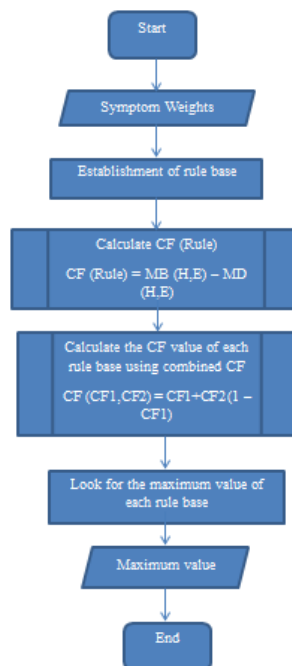 Start
Symptom Weights
Establishment of rule base
Calculate CF (Rule)
CF (Rule) = MB (H,E) – MD
(H,E)
Calculate the CF value of each
rule base using combined CF
CF (CF1,CF2) = CF1+CF2(1 –
CF1)
Look for the maximum value of
each rule base
Maximum value
End